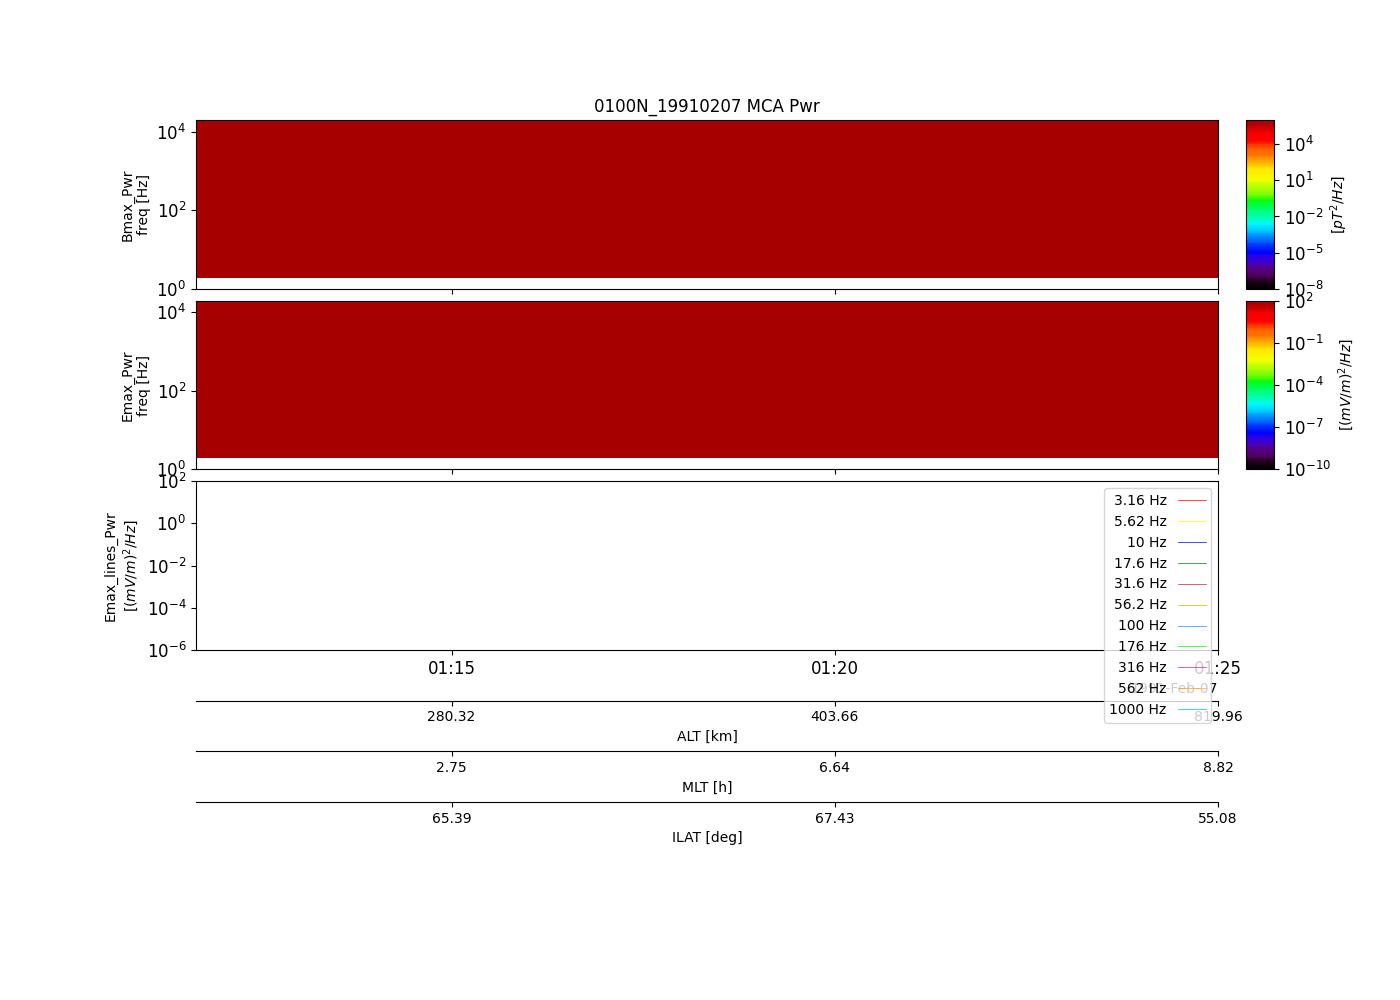 0100N_19910207 MCA Pwr
10^4
10^2
10^0
Bmax_Pwr
freq [Hz]
10^4
10^1
10^-2
10^-5
10^-8
[pT^2/Hz]
10^4
10^2
10^0
Emax_Pwr
freq [Hz]
10^2
10^-1
10^-4
10^-7
10^-10
[(mV/m)^2/Hz]
10^2
10^0
10^-2
10^-4
10^-6
Emax_lines_Pwr
[(mV/m)^2/Hz]
3.16 Hz
5.62 Hz
10 Hz
17.6 Hz
31.6 Hz
56.2 Hz
100 Hz
176 Hz
316 Hz
562 Hz
1000 Hz
01:15 01:20 01:25
-Feb-07
280.32 403.66 819.96
ALT [km]
2.75 6.64 8.82
MLT [h]
65.39 67.43 55.08
ILAT [deg]